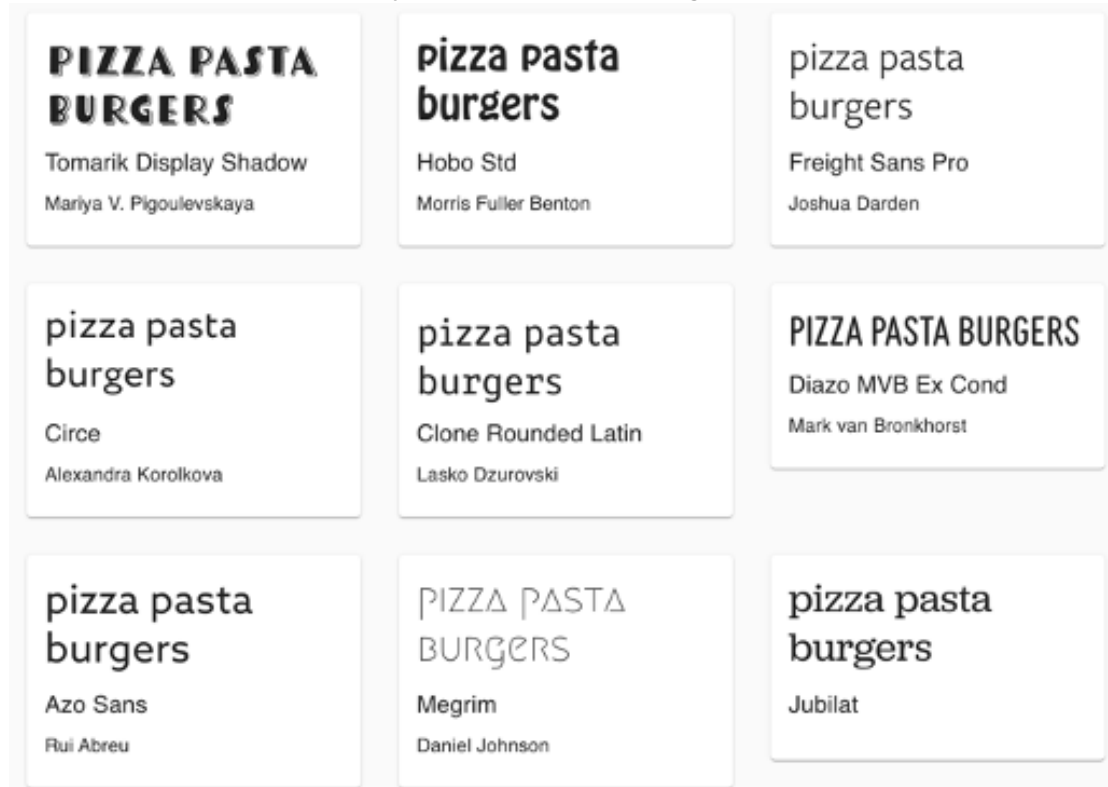 PIZZA PASTA
BURGERS
Tomarik Display Shadow
Mariya V. Pigoulevskaya
pizza pasta
burgers
Hobo Std
Morris Fuller Benton
pizza pasta
burgers
Freight Sans Pro
Joshua Darden
pizza pasta
burgers
Circe
Alexandra Korolkova
pizza pasta
burgers
Clone Rounded Latin
Lasko Dzurovski
PIZZA PASTA BURGERS
Diazo MVB Ex Cond
Mark van Bronkhorst
pizza pasta
burgers
Azo Sans
Rui Abreu
PIZZA PASTA
BURGERS
Megrim
Daniel Johnson
pizza pasta
burgers
Jubilat